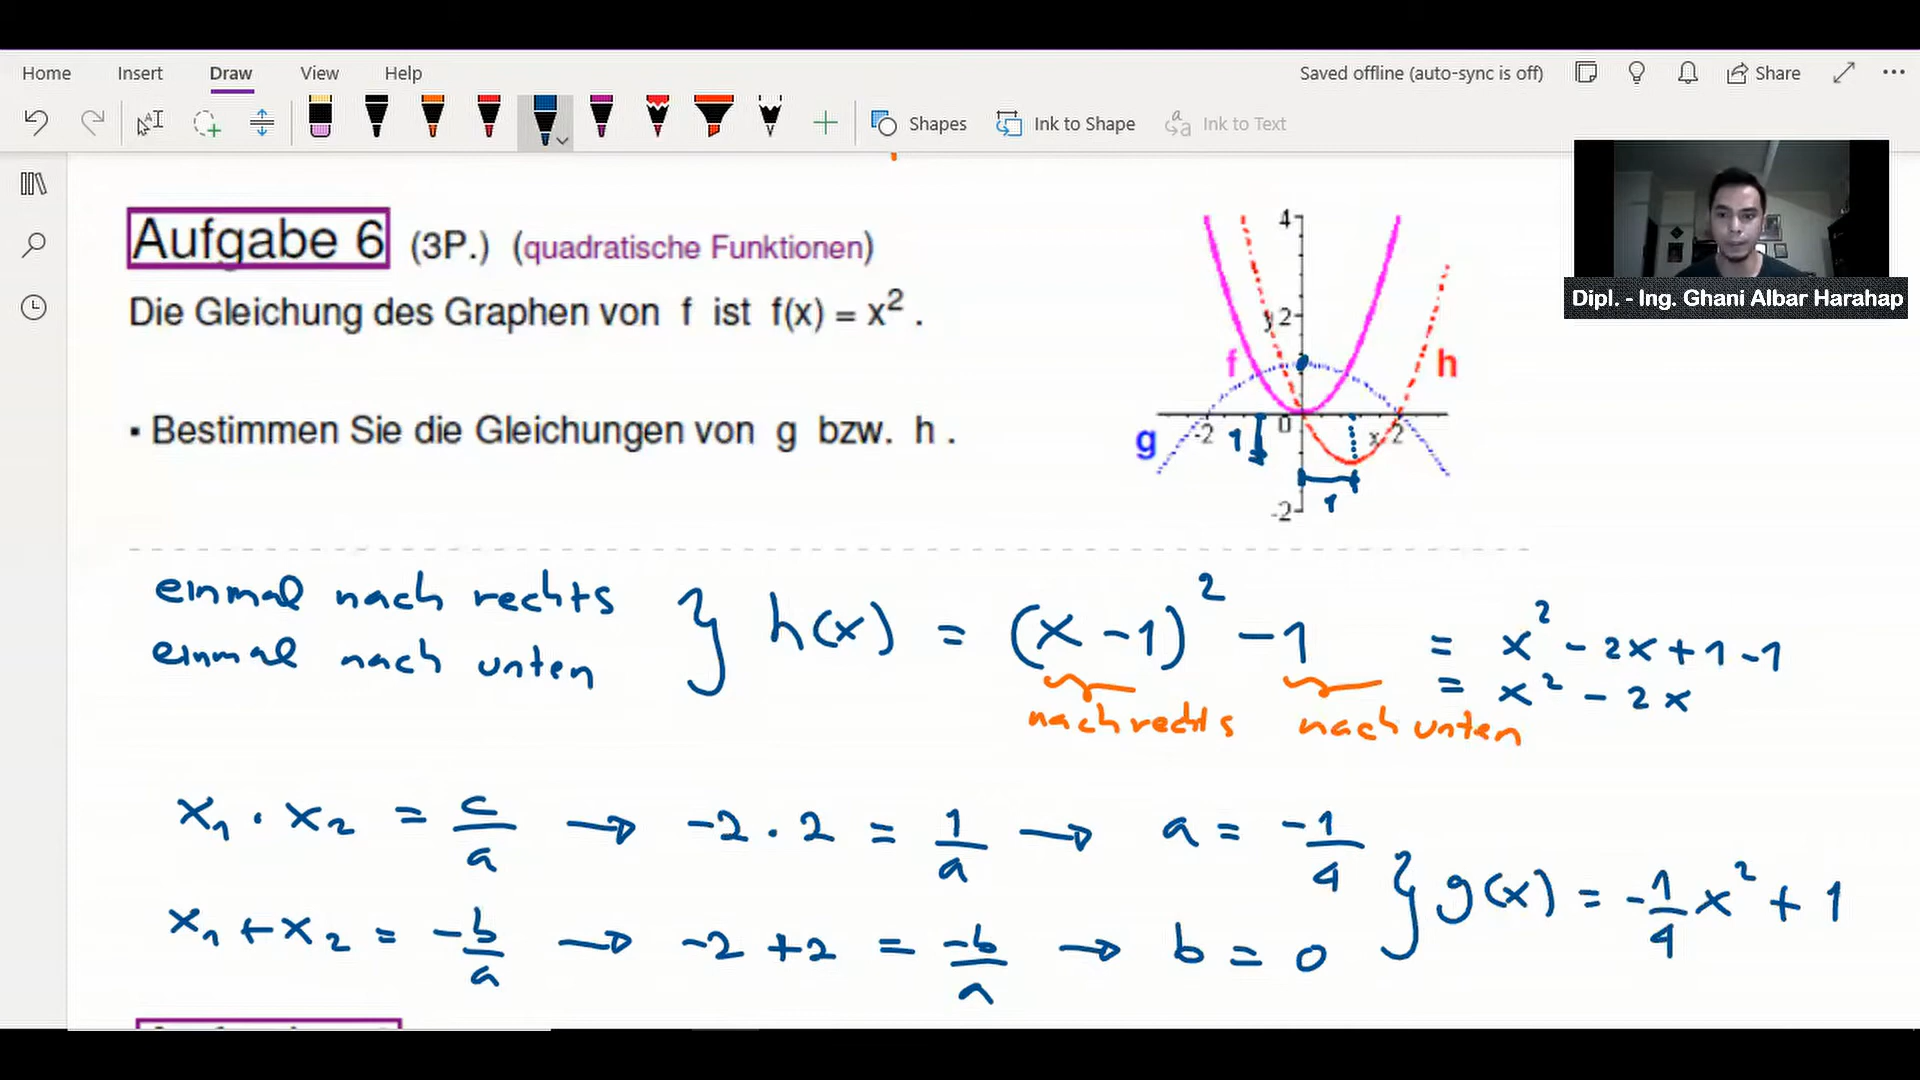 Home Insert Draw View Help Saved offline (auto-sync is off) Share
Shapes Ink to Shape Ink to Text
Aufgabe 6 (3P.) (quadratische Funktionen)
Die Gleichung des Graphen von f ist f(x) = x² .
▪ Bestimmen Sie die Gleichungen von g bzw. h .
4
y 2
f
h
g
-2 0 x 2
1
1
-2
Dipl. - Ing. Ghani Albar Harahap
einmal nach rechts
einmal nach unten
} h(x) = (x - 1)² - 1 = x² - 2x + 1 - 1
= x² - 2x
nach rechts nach unten
x₁ · x₂ = c/a → -2 · 2 = 1/a → a = -1/4
x₁ + x₂ = -b/a → -2 + 2 = -b/a → b = 0
} g(x) = -1/4 x² + 1